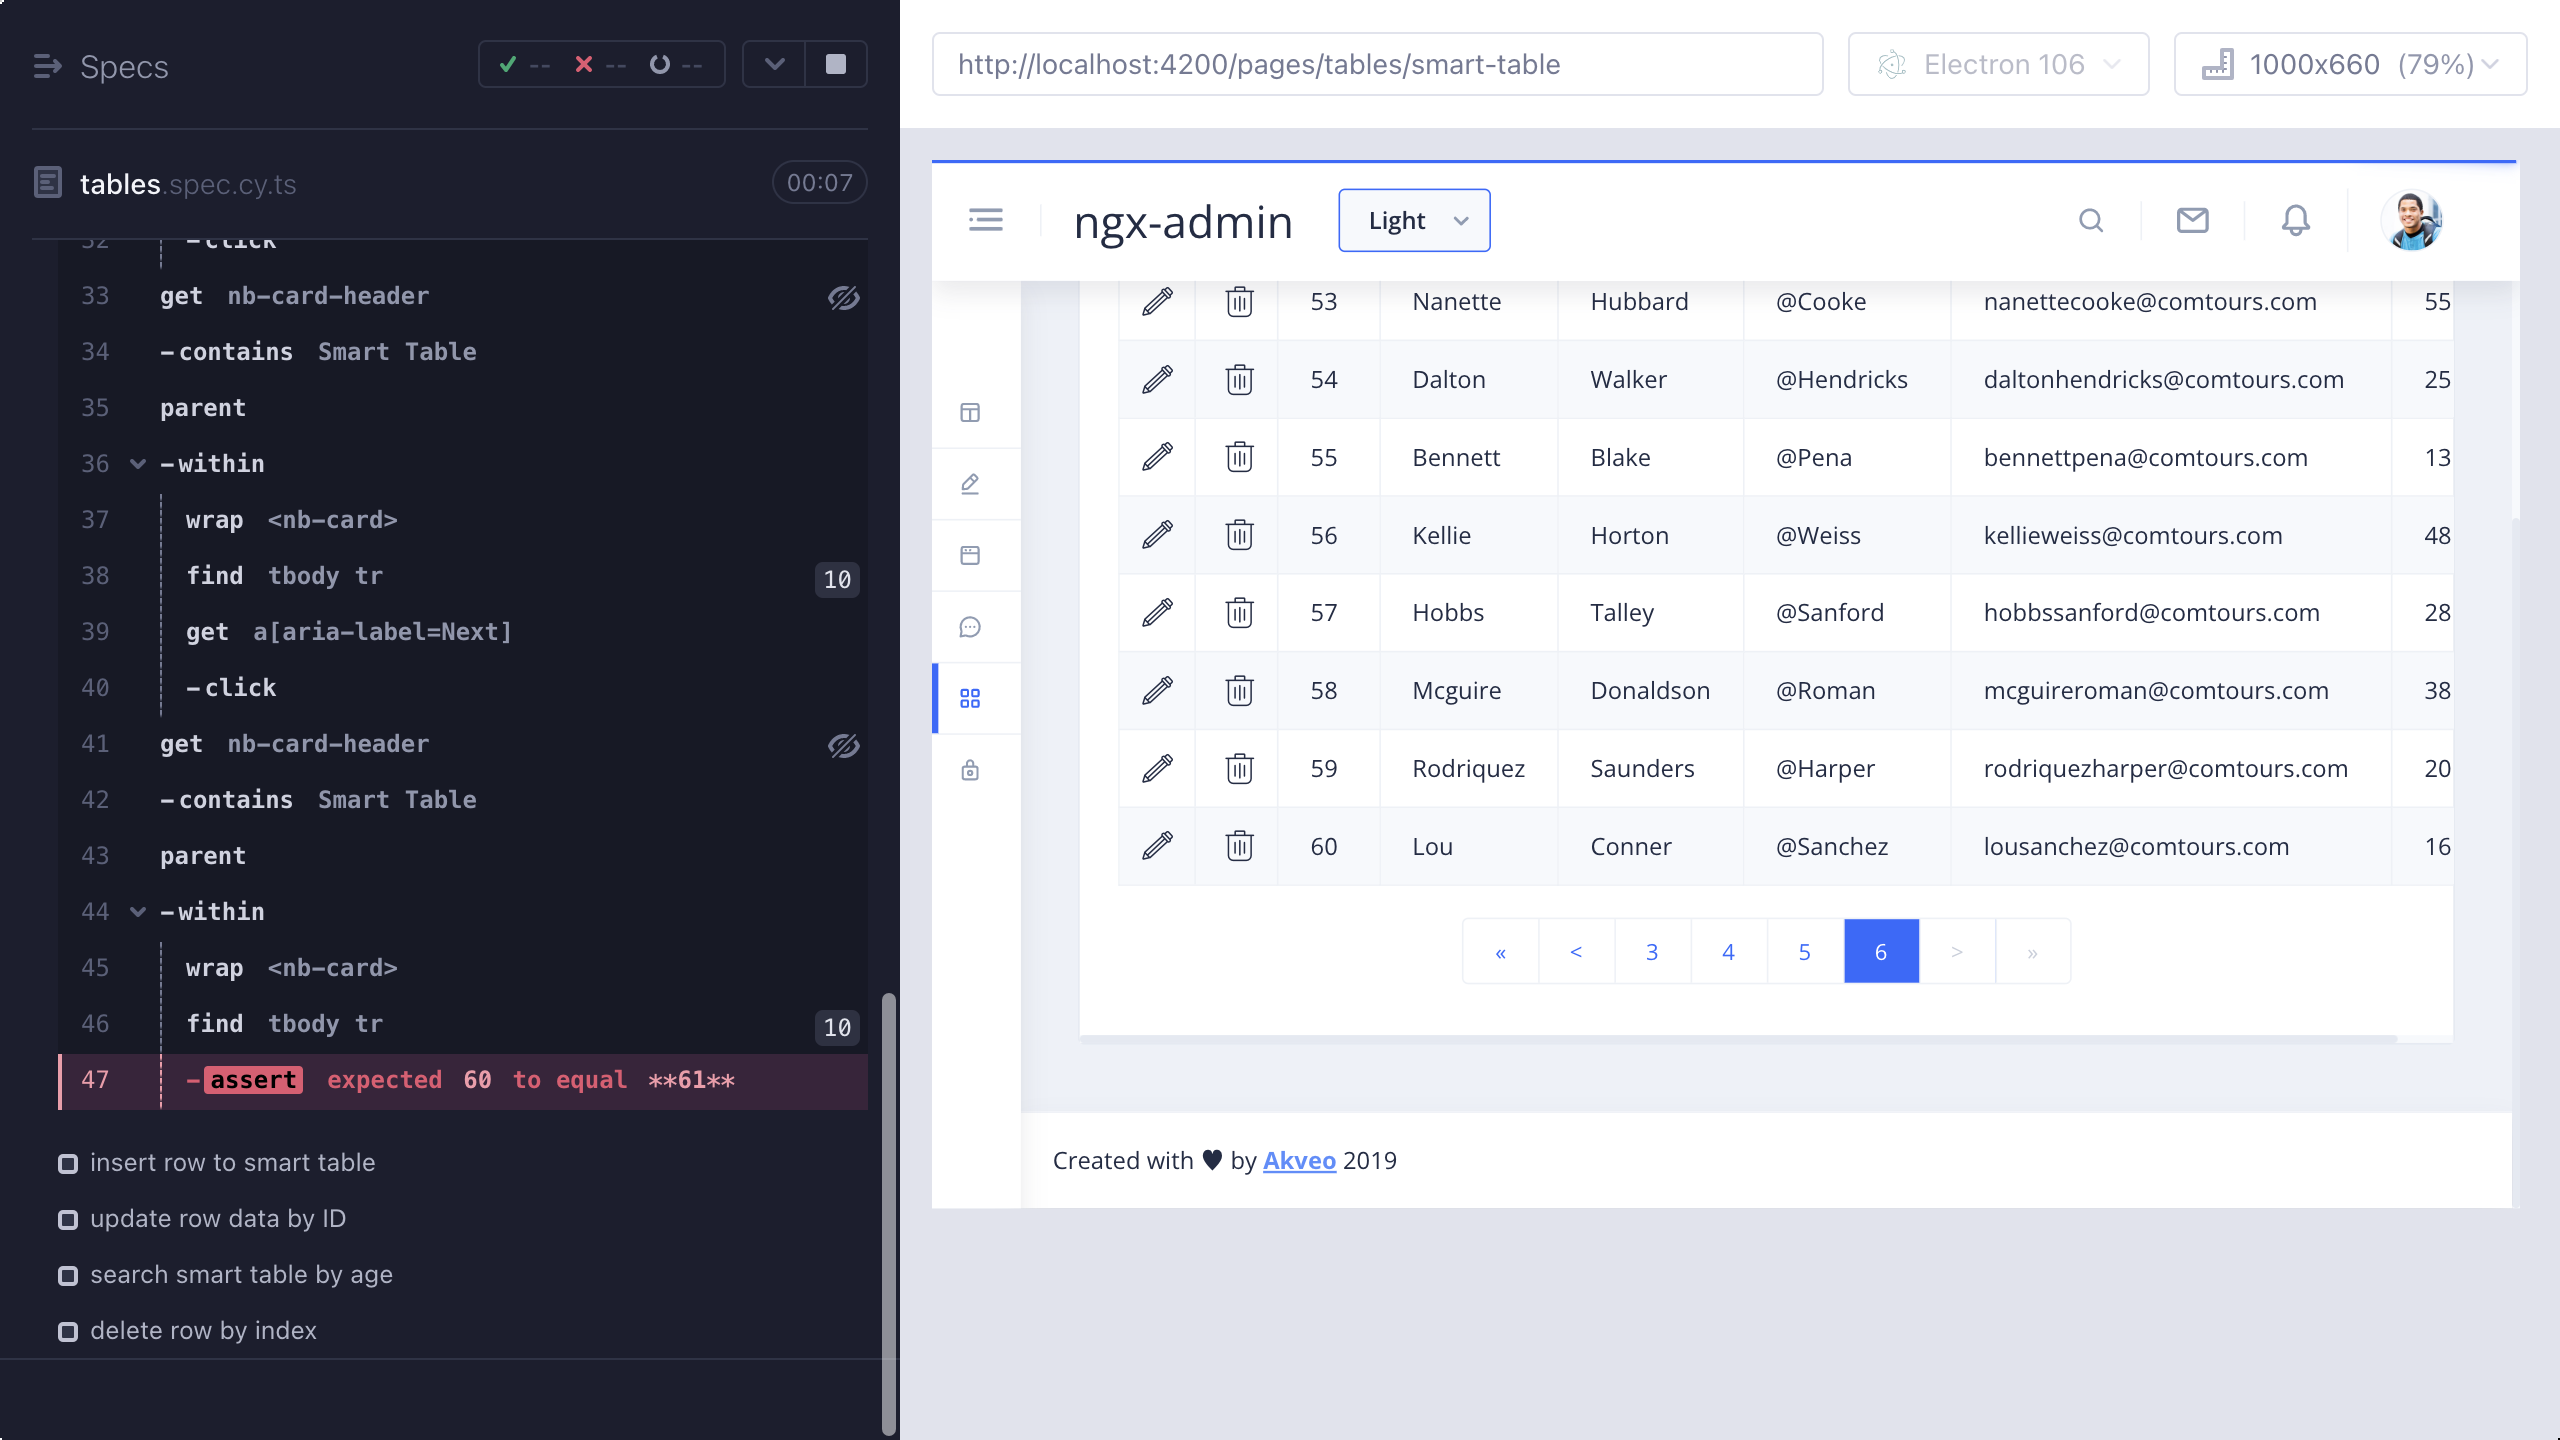 Specs
-- -- --
tables.spec.cy.ts 00:07
32 -click
33 get nb-card-header
34 -contains Smart Table
35 parent
36 -within
37 wrap <nb-card>
38 find tbody tr 10
39 get a[aria-label=Next]
40 -click
41 get nb-card-header
42 -contains Smart Table
43 parent
44 -within
45 wrap <nb-card>
46 find tbody tr 10
47 -assert expected 60 to equal **61**
insert row to smart table
update row data by ID
search smart table by age
delete row by index
http://localhost:4200/pages/tables/smart-table Electron 106 1000x660 (79%)
ngx-admin Light
53 Nanette Hubbard @Cooke nanettecooke@comtours.com 55
54 Dalton Walker @Hendricks daltonhendricks@comtours.com 25
55 Bennett Blake @Pena bennettpena@comtours.com 13
56 Kellie Horton @Weiss kellieweiss@comtours.com 48
57 Hobbs Talley @Sanford hobbssanford@comtours.com 28
58 Mcguire Donaldson @Roman mcguireroman@comtours.com 38
59 Rodriquez Saunders @Harper rodriquezharper@comtours.com 20
60 Lou Conner @Sanchez lousanchez@comtours.com 16
« < 3 4 5 6 > »
Created with ♥ by Akveo 2019